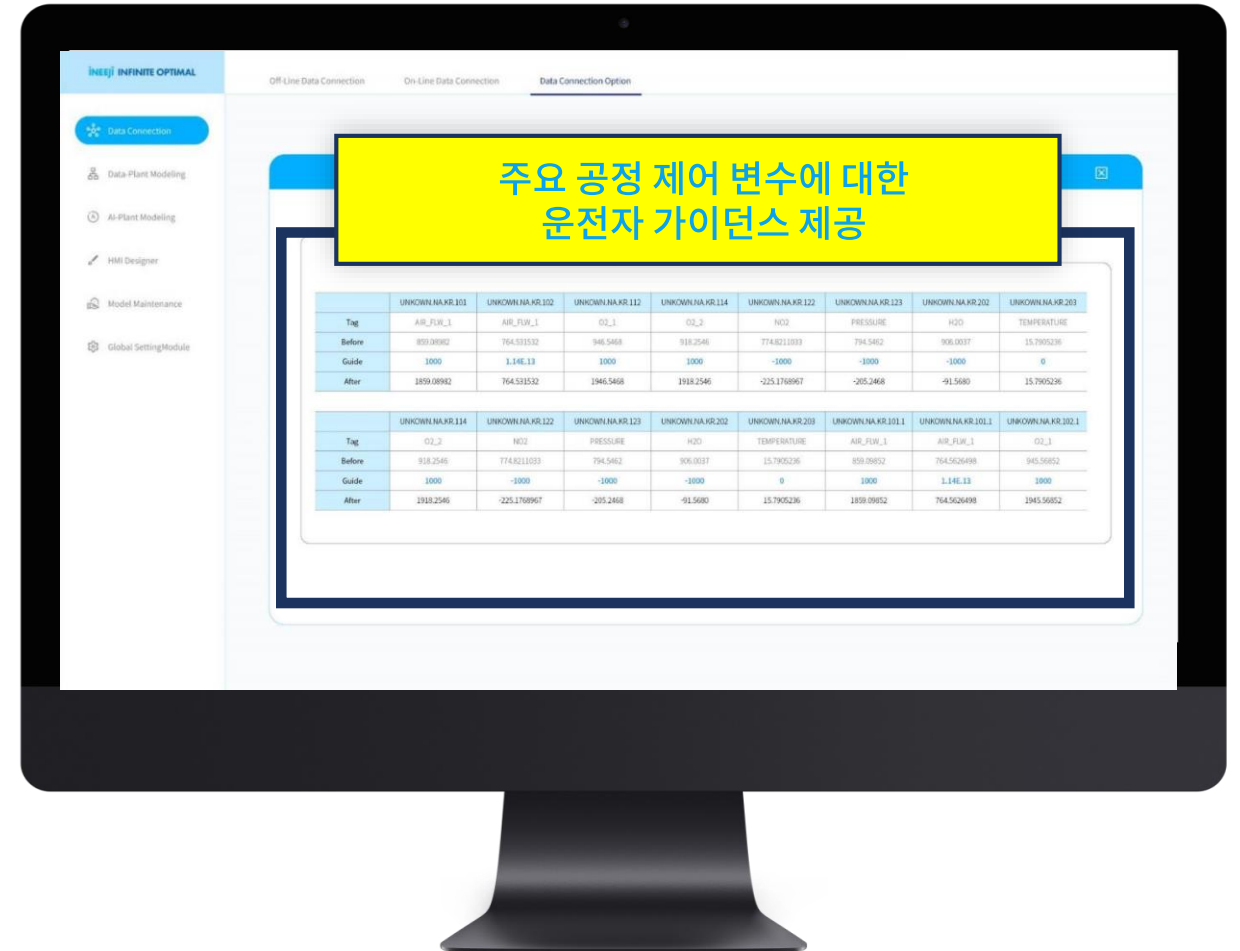 iNEEJi INFINITE OPTIMAL
Off-Line Data Connection On-Line Data Connection Data Connection Option
Data Connection
Data-Plant Modeling
AI-Plant Modeling
HMI Designer
Model Maintenance
Global SettingModule
주요 공정 제어 변수에 대한
운전자 가이던스 제공
UNKOWN.NA.KR.101 UNKOWN.NA.KR.102 UNKOWN.NA.KR.112 UNKOWN.NA.KR.114 UNKOWN.NA.KR.122 UNKOWN.NA.KR.123 UNKOWN.NA.KR.202 UNKOWN.NA.KR.203
Tag AIR_FLW_1 AIR_FLW_1 O2_1 O2_2 NO2 PRESSURE H2O TEMPERATURE
Before 859.08982 764.531532 946.5468 918.2546 774.8211033 794.5462 906.0037 15.7905236
Guide 1000 1.14E.13 1000 1000 -1000 -1000 -1000 0
After 1859.08982 764.531532 1946.5468 1918.2546 -225.1768967 -205.2468 -91.5680 15.7905236
UNKOWN.NA.KR.114 UNKOWN.NA.KR.122 UNKOWN.NA.KR.123 UNKOWN.NA.KR.202 UNKOWN.NA.KR.203 UNKOWN.NA.KR.101.1 UNKOWN.NA.KR.101.1 UNKOWN.NA.KR.102.1
Tag O2_2 NO2 PRESSURE H2O TEMPERATURE AIR_FLW_1 AIR_FLW_1 O2_1
Before 918.2546 774.8211033 794.5462 906.0037 15.7905236 859.09852 764.5626498 945.56852
Guide 1000 -1000 -1000 -1000 0 1000 1.14E.13 1000
After 1918.2546 -225.1768967 -205.2468 -91.5680 15.7905236 1859.09852 764.5626498 1945.56852